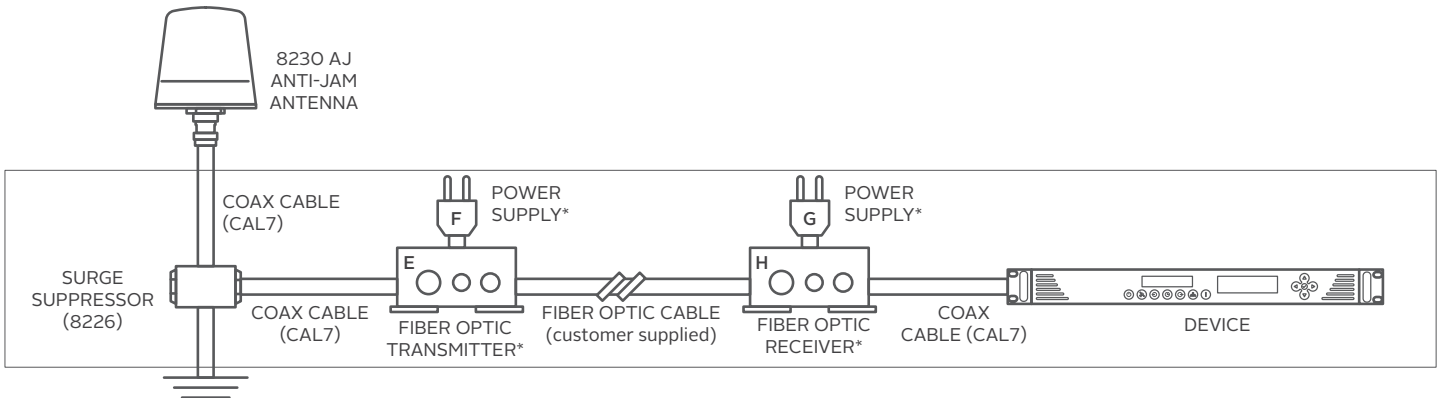 8230 AJ
ANTI-JAM
ANTENNA
COAX CABLE
(CAL7)
F
POWER
SUPPLY*
G
POWER
SUPPLY*
SURGE
SUPPRESSOR
(8226)
E
H
COAX CABLE
(CAL7)
FIBER OPTIC
TRANSMITTER*
FIBER OPTIC CABLE
(customer supplied)
FIBER OPTIC
RECEIVER*
COAX
CABLE (CAL7)
DEVICE